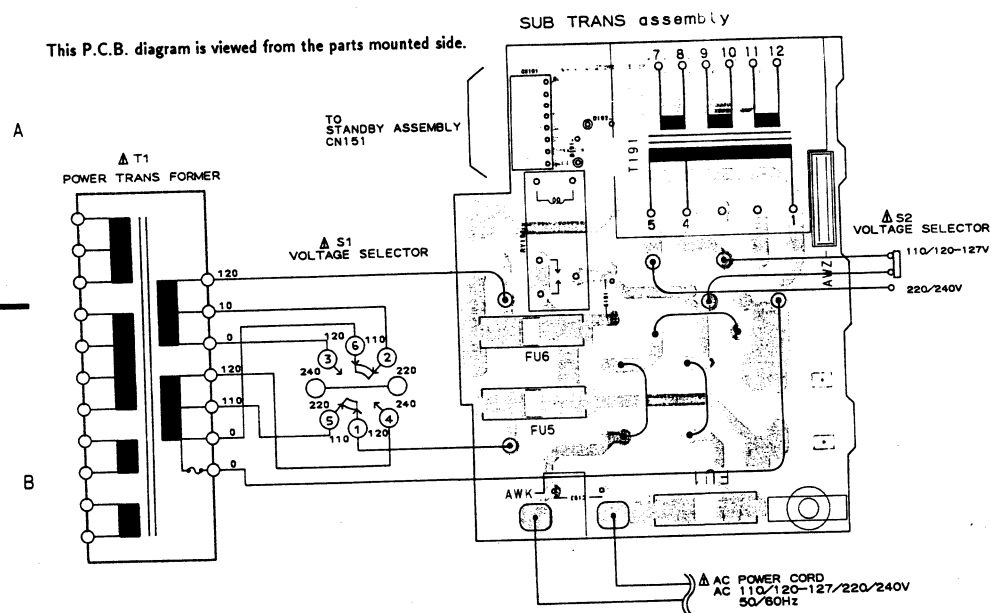 SUB TRANS assembly
This P.C.B. diagram is viewed from the parts mounted side.
7 8 9 10 11 12
CN191
TO
STANDBY ASSEMBLY
CN151
A
D192
T191
⚠ T1
POWER TRANS FORMER
5 4 1
⚠ S1
VOLTAGE SELECTOR
⚠ S2
VOLTAGE SELECTOR
110/120-127V
220/240V
AWZ
120
10
0
120
110
0
0
120 110
6
3 2
240 220
220 240
5 1 4
110 120
FU6
FU5
B
AWK
FU1
⚠ AC POWER CORD
AC 110/120-127/220/240V
50/60Hz